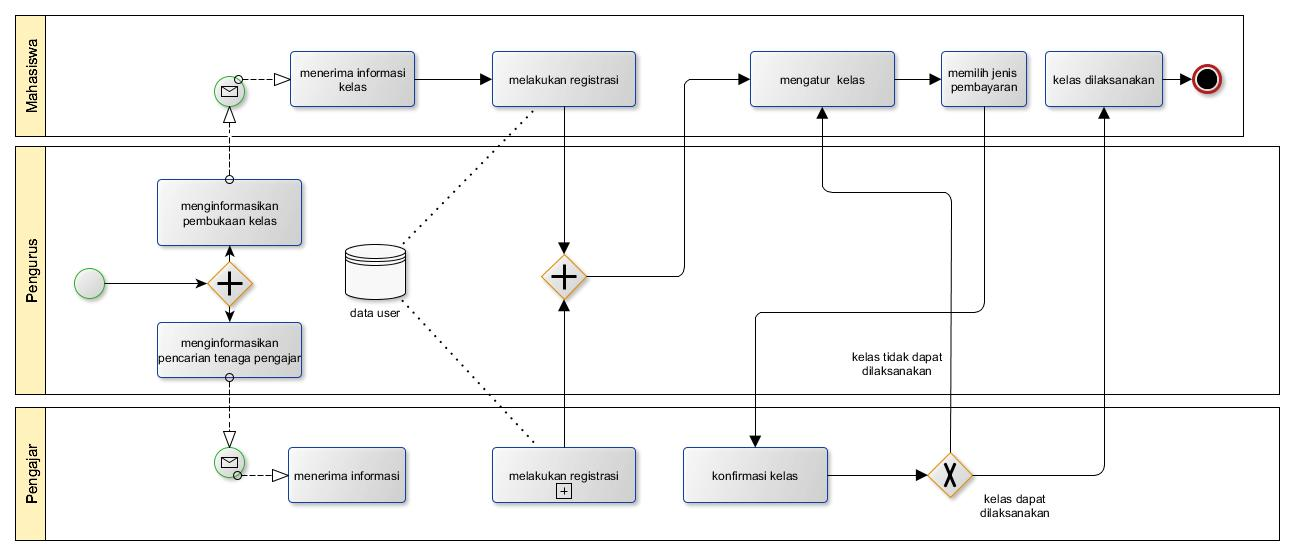 Mahasiswa
menerima informasi
kelas
melakukan registrasi
mengatur kelas
memilih jenis
pembayaran
kelas dilaksanakan
Pengurus
menginformasikan
pembukaan kelas
menginformasikan
pencarian tenaga pengajar
data user
kelas tidak dapat
dilaksanakan
Pengajar
menerima informasi
melakukan registrasi
konfirmasi kelas
kelas dapat
dilaksanakan